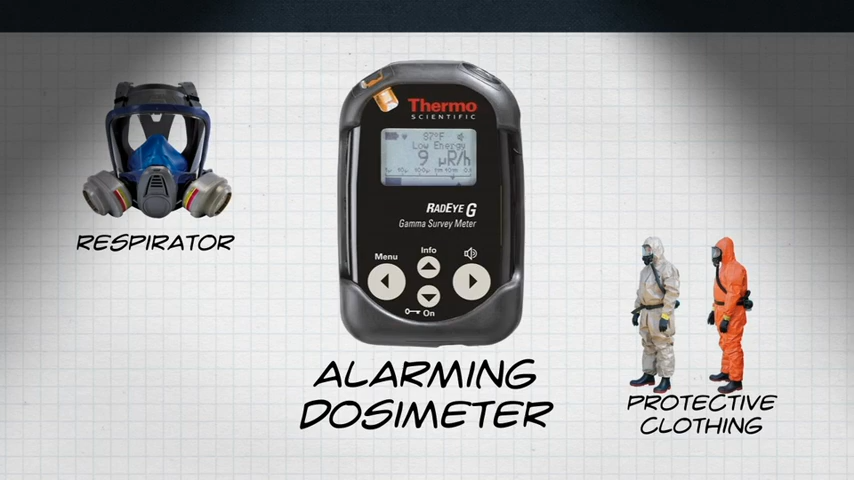 RESPIRATOR
Thermo
SCIENTIFIC
87°F
Low Energy
9 µR/h
RADEYE G
Gamma Survey Meter
Menu
Info
On
ALARMING
DOSIMETER
PROTECTIVE
CLOTHING